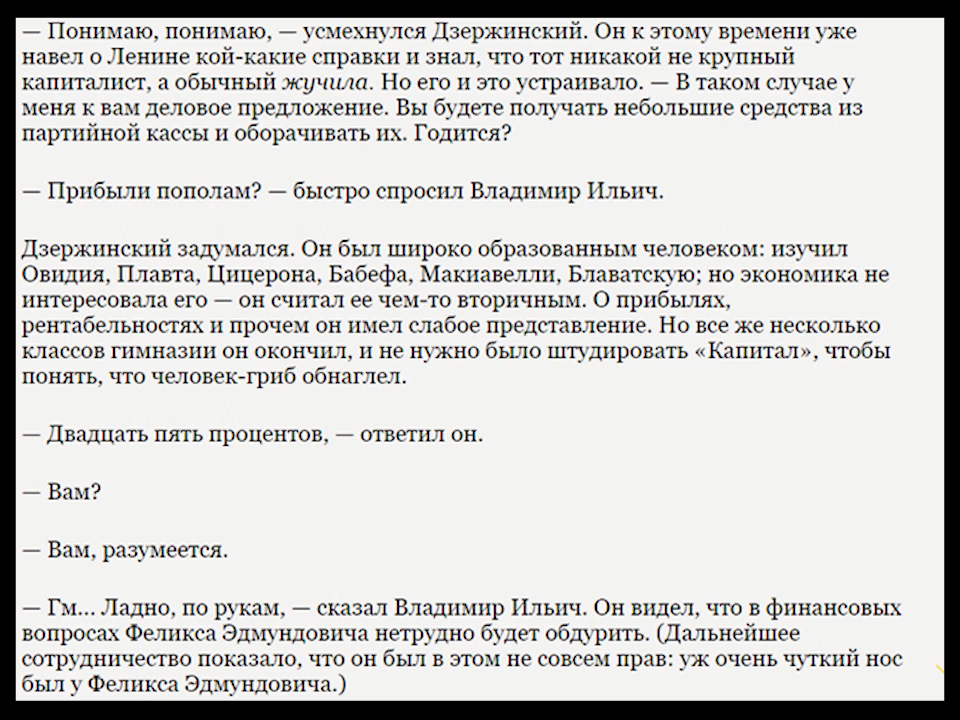 — Понимаю, понимаю, — усмехнулся Дзержинский. Он к этому времени уже
навел о Ленине кой-какие справки и знал, что тот никакой не крупный
капиталист, а обычный жучила. Но его и это устраивало. — В таком случае у
меня к вам деловое предложение. Вы будете получать небольшие средства из
партийной кассы и оборачивать их. Годится?
— Прибыли пополам? — быстро спросил Владимир Ильич.
Дзержинский задумался. Он был широко образованным человеком: изучил
Овидия, Плавта, Цицерона, Бабефа, Макиавелли, Блаватскую; но экономика не
интересовала его — он считал ее чем-то вторичным. О прибылях,
рентабельностях и прочем он имел слабое представление. Но все же несколько
классов гимназии он окончил, и не нужно было штудировать «Капитал», чтобы
понять, что человек-гриб обнаглел.
— Двадцать пять процентов, — ответил он.
— Вам?
— Вам, разумеется.
— Гм... Ладно, по рукам, — сказал Владимир Ильич. Он видел, что в финансовых
вопросах Феликса Эдмундовича нетрудно будет обдурить. (Дальнейшее
сотрудничество показало, что он был в этом не совсем прав: уж очень чуткий нос
был у Феликса Эдмундовича.)